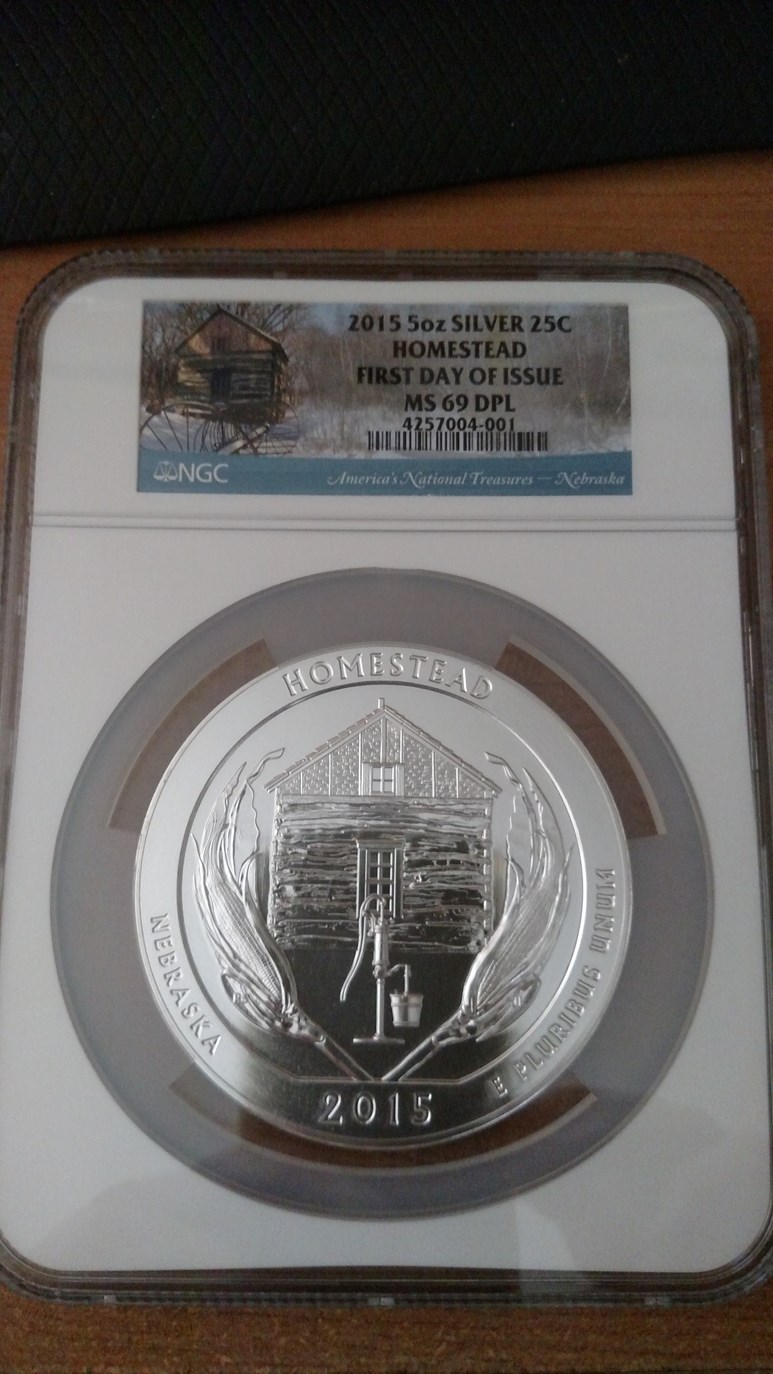 2015 5oz SILVER 25C
HOMESTEAD
FIRST DAY OF ISSUE
MS 69 DPL
4257004-001
NGC
America's National Treasures — Nebraska
HOMESTEAD
NEBRASKA
E PLURIBUS UNUM
2015